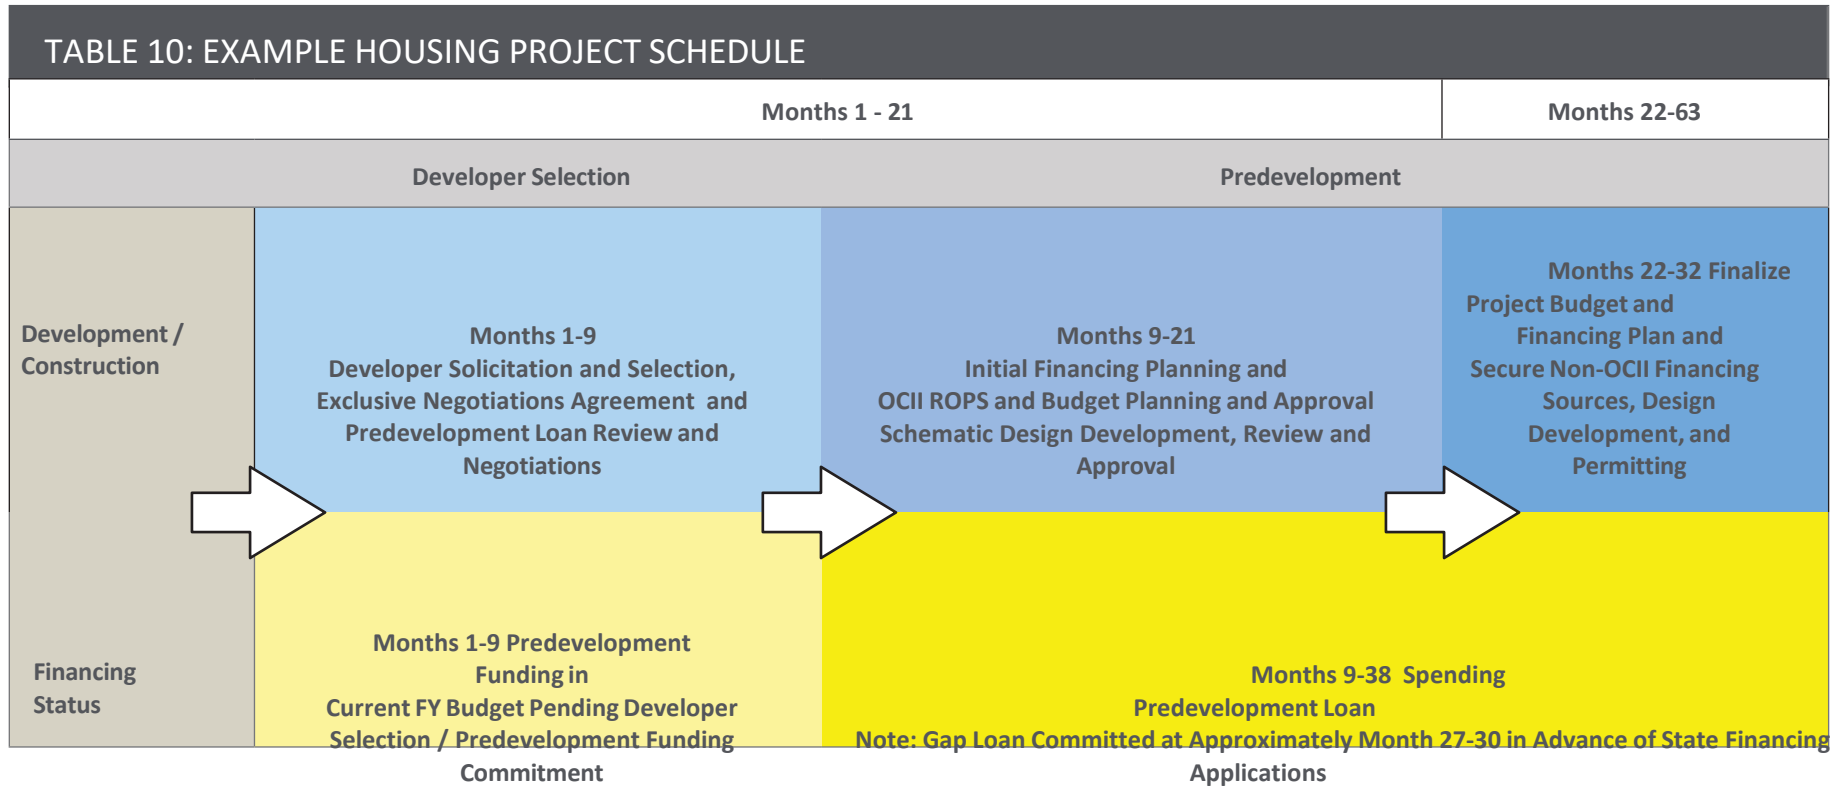 TABLE 10: EXAMPLE HOUSING PROJECT SCHEDULE
Months 1 - 21
Months 22-63
Developer Selection
Predevelopment
Development /
Construction
Months 1-9
Developer Solicitation and Selection,
Exclusive Negotiations Agreement and
Predevelopment Loan Review and
Negotiations
Months 9-21
Initial Financing Planning and
OCII ROPS and Budget Planning and Approval
Schematic Design Development, Review and
Approval
Months 22-32 Finalize
Project Budget and
Financing Plan and
Secure Non-OCII Financing
Sources, Design
Development, and
Permitting
Financing
Status
Months 1-9 Predevelopment
Funding in
Current FY Budget Pending Developer
Selection / Predevelopment Funding
Commitment
Months 9-38 Spending
Predevelopment Loan
Note: Gap Loan Committed at Approximately Month 27-30 in Advance of State Financing
Applications